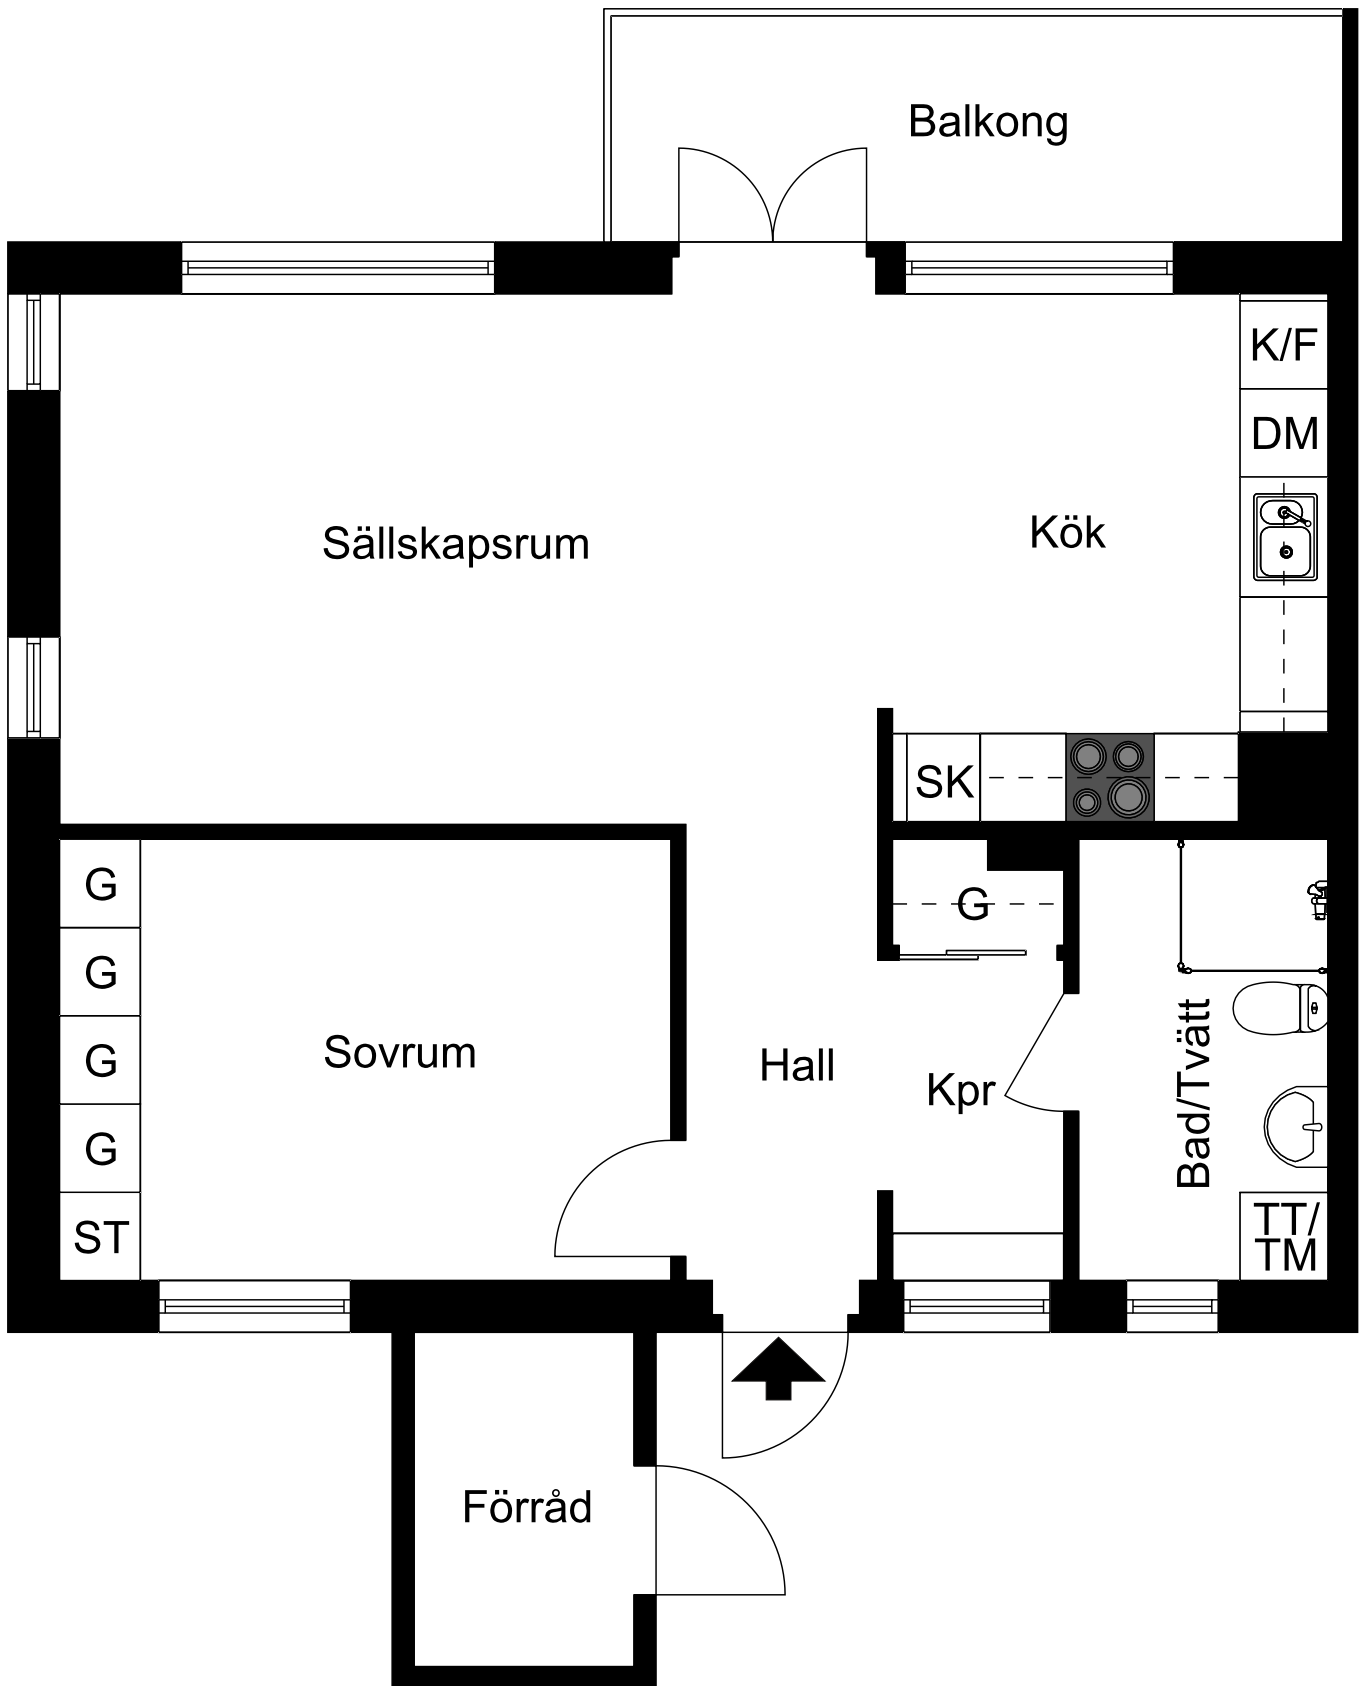 Balkong
K/F
DM
Sällskapsrum
Kök
SK
G
G
G
G
G
ST
Sovrum
Hall
Kpr
Bad/Tvätt
TT/
TM
Förråd